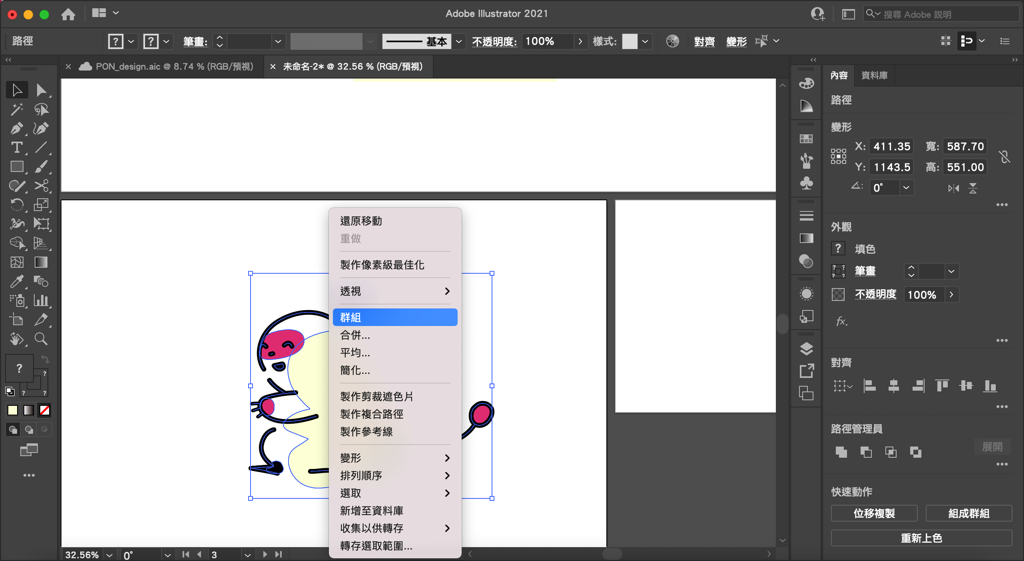 Adobe Illustrator 2021
搜尋 Adobe 說明
路徑
?
?
筆畫:
基本
不透明度: 100%
樣式:
對齊
變形
× PON_design.aic @ 8.74 % (RGB/預視)
× 未命名-2* @ 32.56 % (RGB/預視)
還原移動
重做
製作像素級最佳化
透視
群組
合併...
平均...
簡化...
製作剪裁遮色片
製作複合路徑
製作參考線
變形
排列順序
選取
新增至資料庫
收集以供轉存
轉存選取範圍...
?
?
?
32.56%
0°
3
內容
資料庫
路徑
變形
X: 411.35
寬: 587.70
Y: 1143.5
高: 551.00
0°
外觀
? 填色
? ? 筆畫
不透明度 100%
fx.
對齊
路徑管理員
展開
快速動作
位移複製
組成群組
重新上色